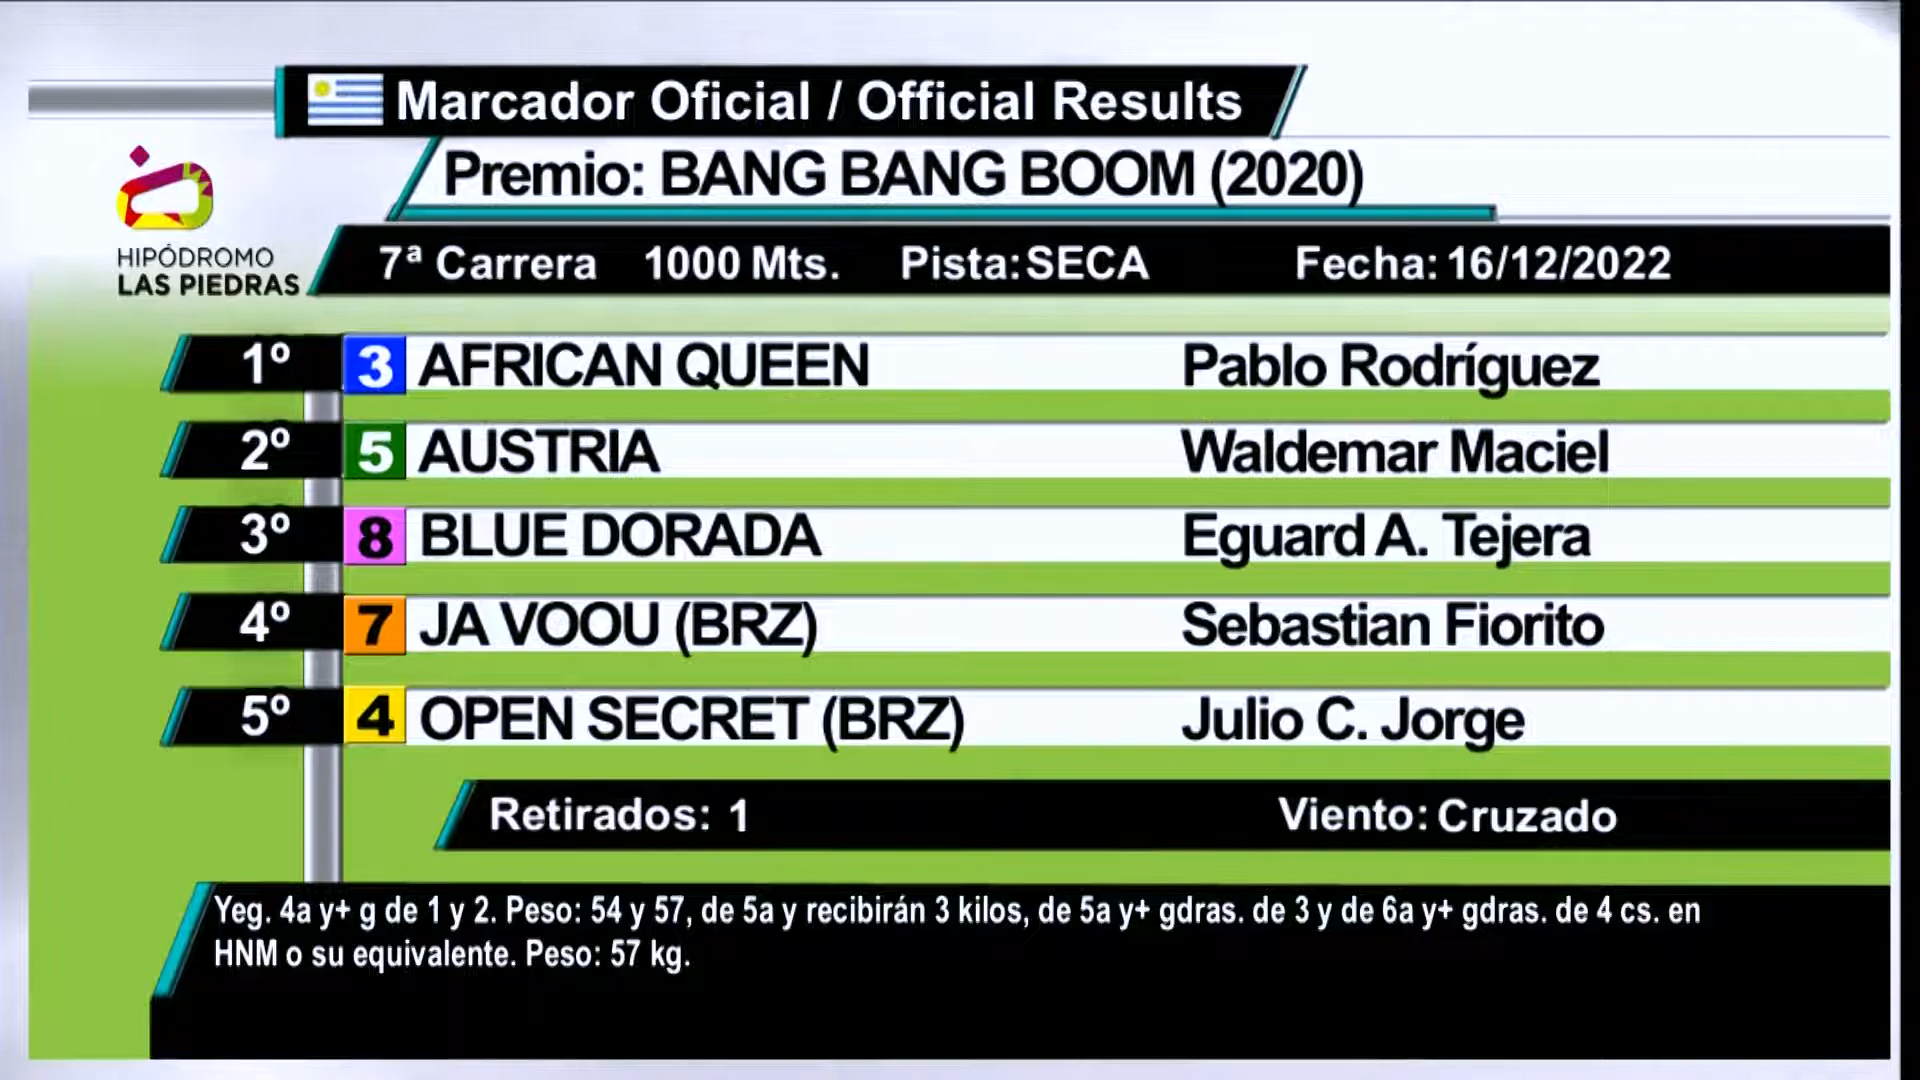 Marcador Oficial / Official Results
Premio: BANG BANG BOOM (2020)
HIPÓDROMO
LAS PIEDRAS
7ª Carrera 1000 Mts. Pista: SECA Fecha: 16/12/2022
1º 3 AFRICAN QUEEN Pablo Rodríguez
2º 5 AUSTRIA Waldemar Maciel
3º 8 BLUE DORADA Eguard A. Tejera
4º 7 JA VOOU (BRZ) Sebastian Fiorito
5º 4 OPEN SECRET (BRZ) Julio C. Jorge
Retirados: 1 Viento: Cruzado
Yeg. 4a y+ g de 1 y 2. Peso: 54 y 57, de 5a y recibirán 3 kilos, de 5a y+ gdras. de 3 y de 6a y+ gdras. de 4 cs. en
HNM o su equivalente. Peso: 57 kg.